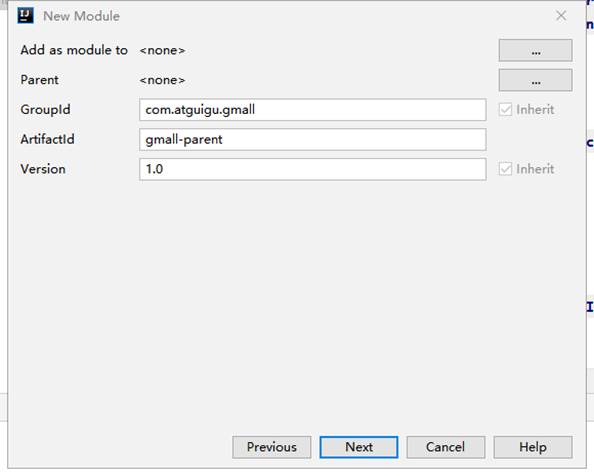 New Module
Add as module to <none> ...
Parent <none> ...
GroupId com.atguigu.gmall Inherit
ArtifactId gmall-parent
Version 1.0 Inherit
Previous Next Cancel Help